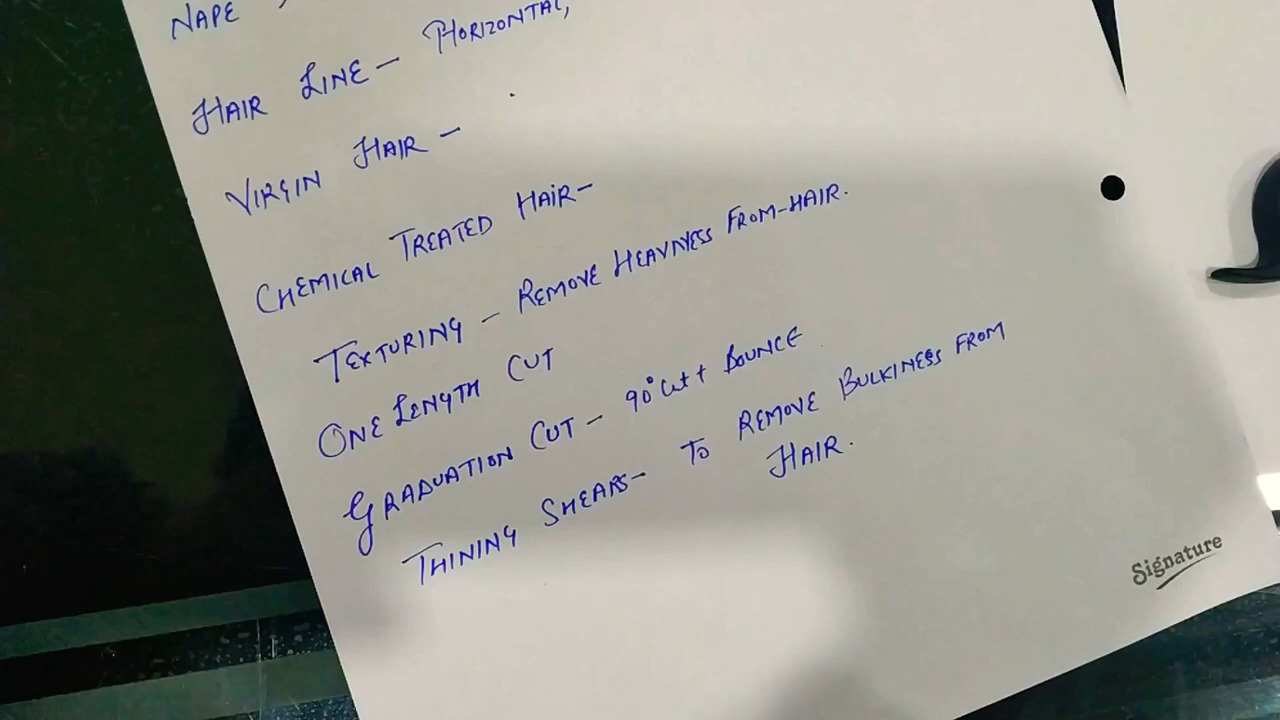 NAPE
HAIR LINE - HORIZONTAL,
VIRGIN HAIR -
CHEMICAL TREATED HAIR -
TEXTURING - REMOVE HEAVNYESS FROM-HAIR.
ONE LENGTH CUT
GRADUATION CUT - 90° Cut + BOUNCE
THINING SHEARS- TO REMOVE BULKINESS FROM
HAIR.
Signature